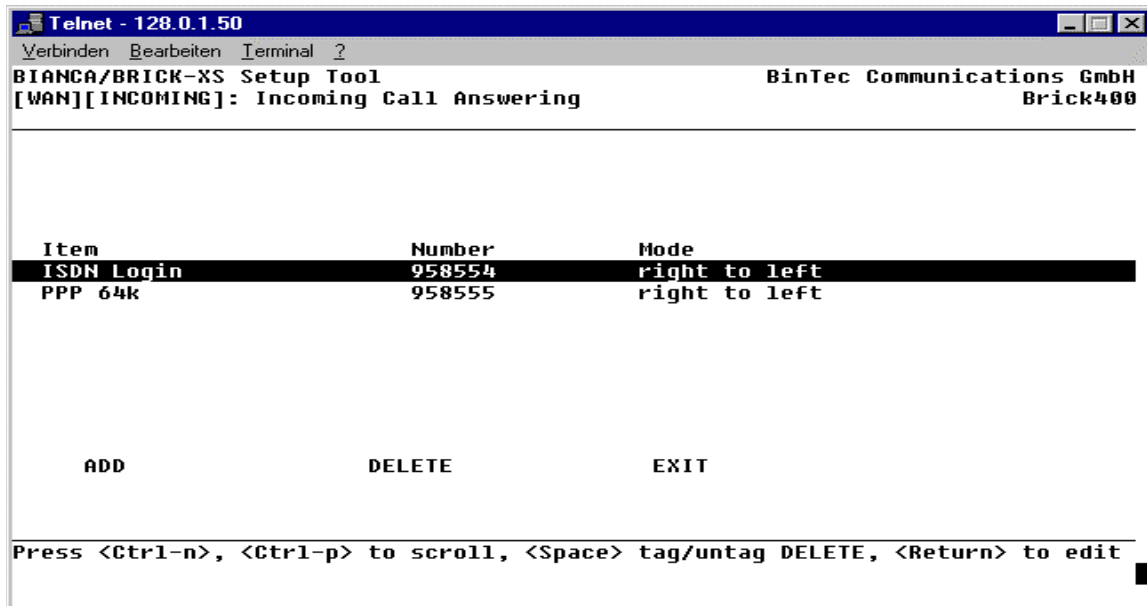 Telnet - 128.0.1.50
Verbinden Bearbeiten Terminal ?
BIANCA/BRICK-XS Setup Tool BinTec Communications GmbH
[WAN][INCOMING]: Incoming Call Answering Brick400
Item Number Mode
ISDN Login 958554 right to left
PPP 64k 958555 right to left
ADD DELETE EXIT
Press <Ctrl-n>, <Ctrl-p> to scroll, <Space> tag/untag DELETE, <Return> to edit